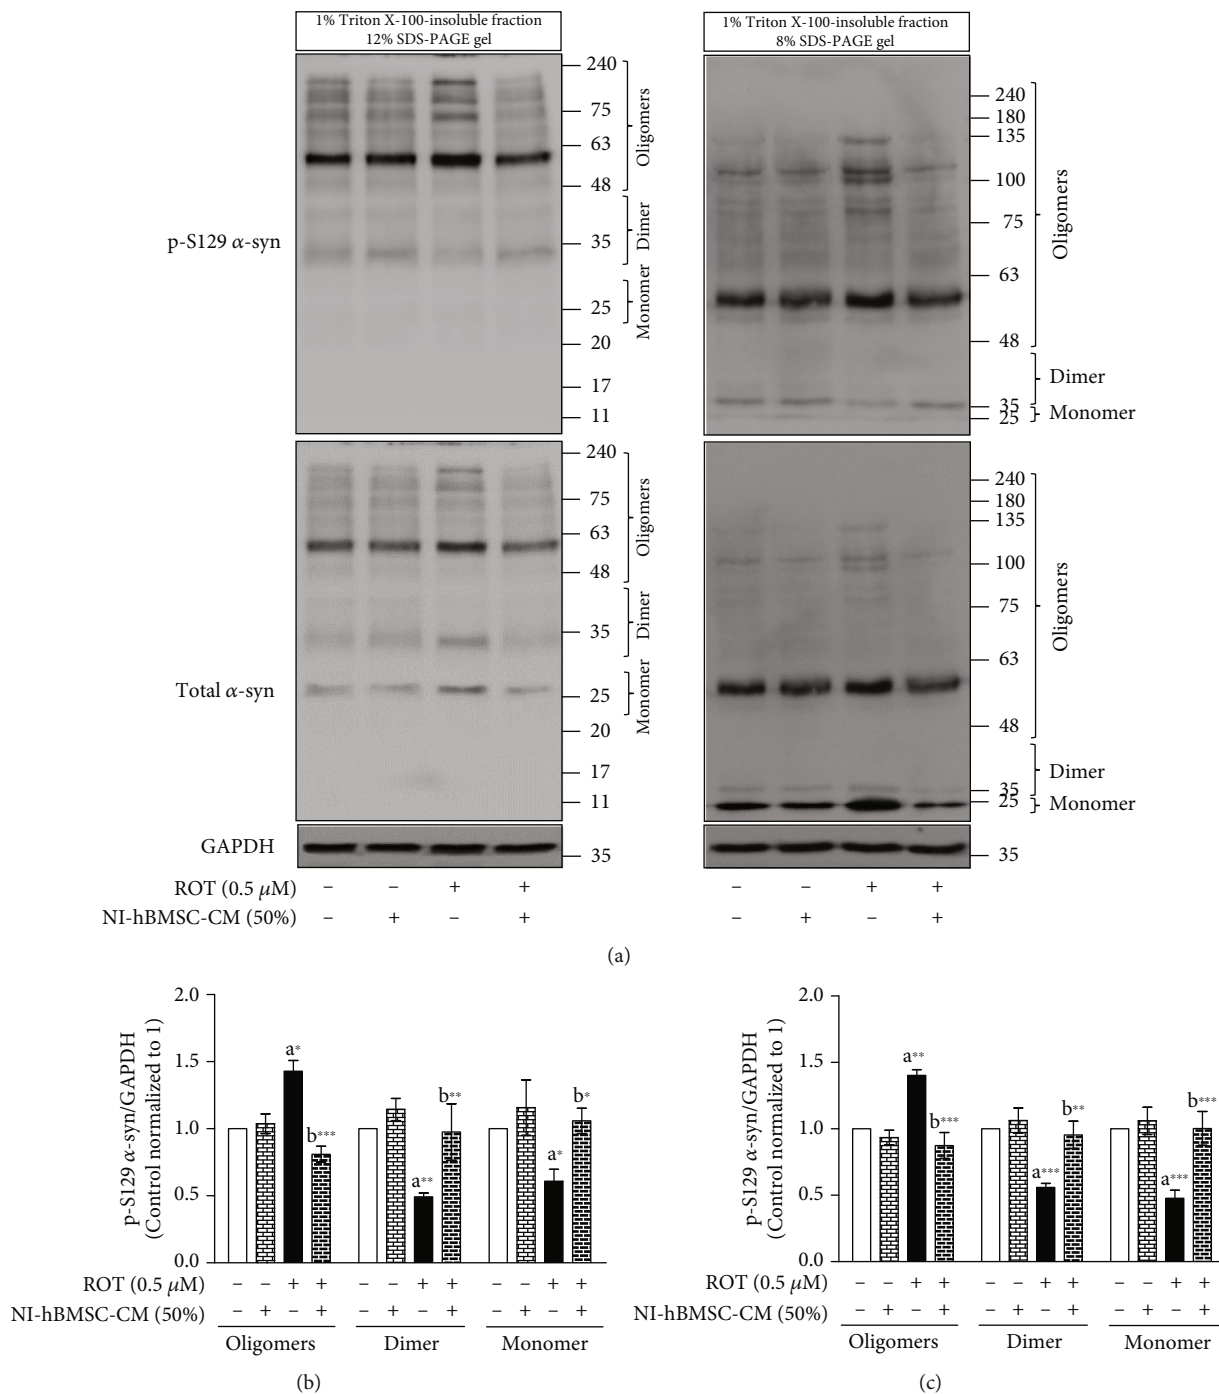 1% Triton X-100-insoluble fraction
12% SDS-PAGE gel
1% Triton X-100-insoluble fraction
8% SDS-PAGE gel
p-S129 α-syn
240
75
63
48
35
25
20
17
11
Oligomers
Dimer
Monomer
240
180
135
100
75
63
48
35
25
Oligomers
Dimer
Monomer
Total α-syn
240
75
63
48
35
25
20
17
11
Oligomers
Dimer
Monomer
240
180
135
100
75
63
48
35
25
Oligomers
Dimer
Monomer
GAPDH
35
35
ROT (0.5 μM) – – + + – – + +
NI-hBMSC-CM (50%) – + – + – + – +
(a)
p-S129 α-syn/GAPDH
(Control normalized to 1)
2.0
1.5
1.0
0.5
0.0
a*
b***
a**
b**
a*
b*
ROT (0.5 μM) – – + + – – + + – – + +
NI-hBMSC-CM (50%) – + – + – + – + – + – +
Oligomers Dimer Monomer
(b)
p-S129 α-syn/GAPDH
(Control normalized to 1)
2.0
1.5
1.0
0.5
0.0
a**
b***
a***
b**
a***
b***
ROT (0.5 μM) – – + + – – + + – – + +
NI-hBMSC-CM (50%) – + – + – + – + – + – +
Oligomers Dimer Monomer
(c)